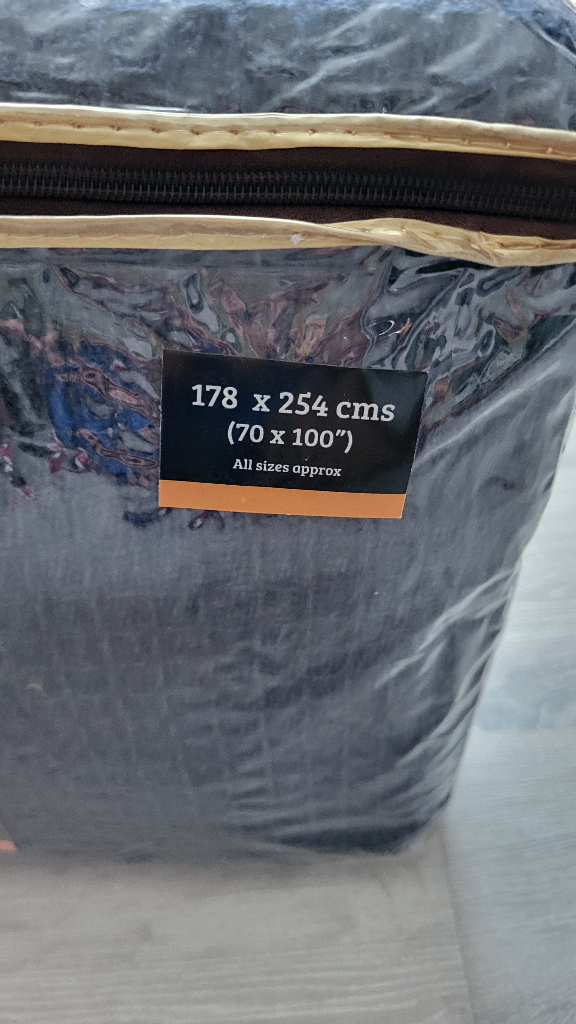 178 x 254 cms
(70 x 100”)
All sizes approx